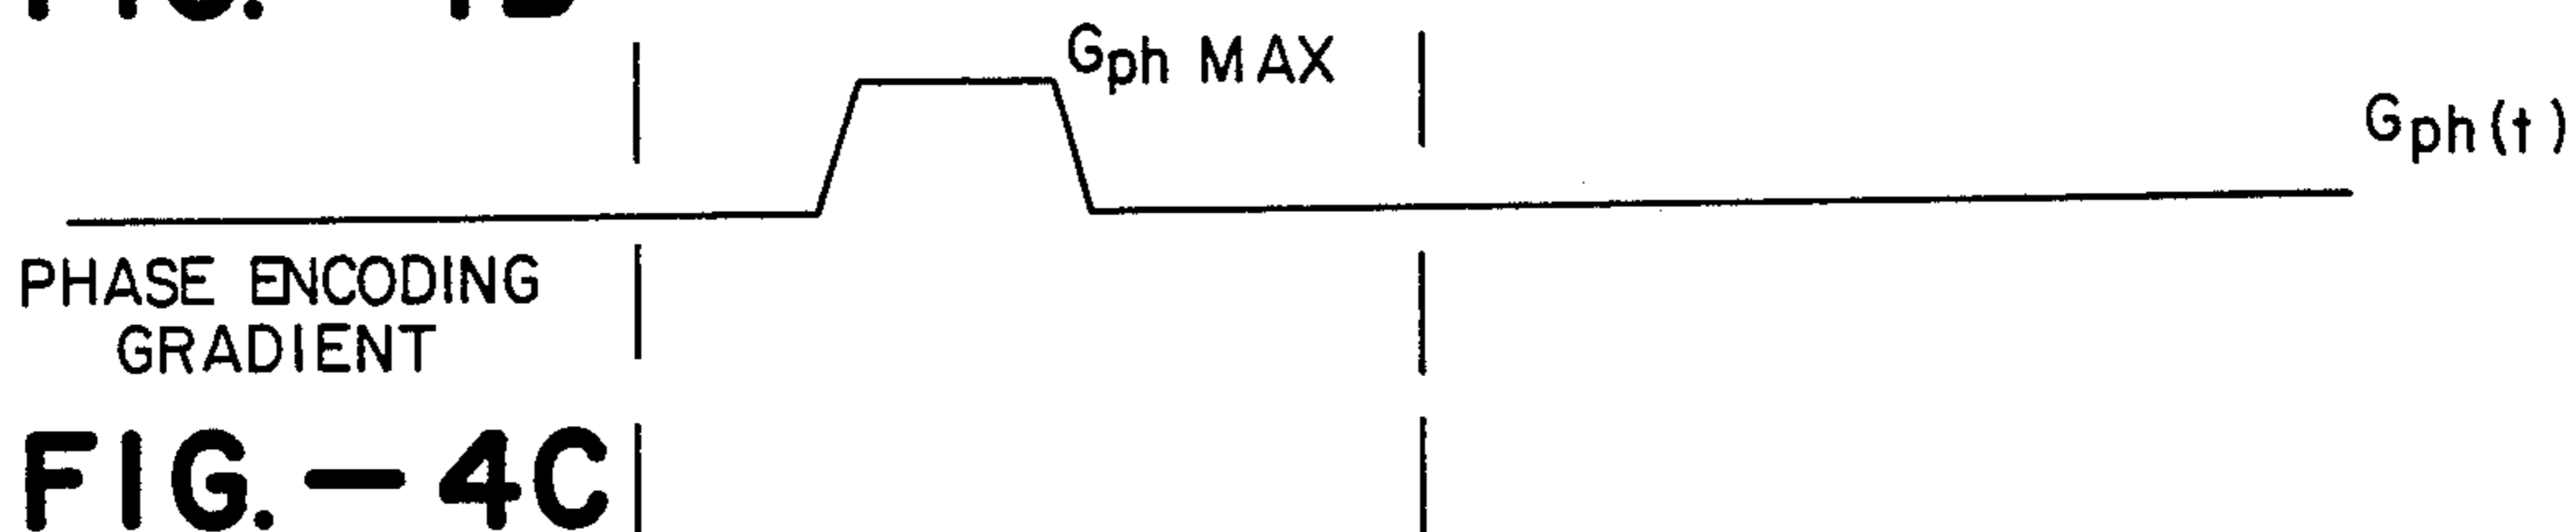 Gph MAX
Gph(t)
PHASE ENCODING
GRADIENT
FIG.-4C